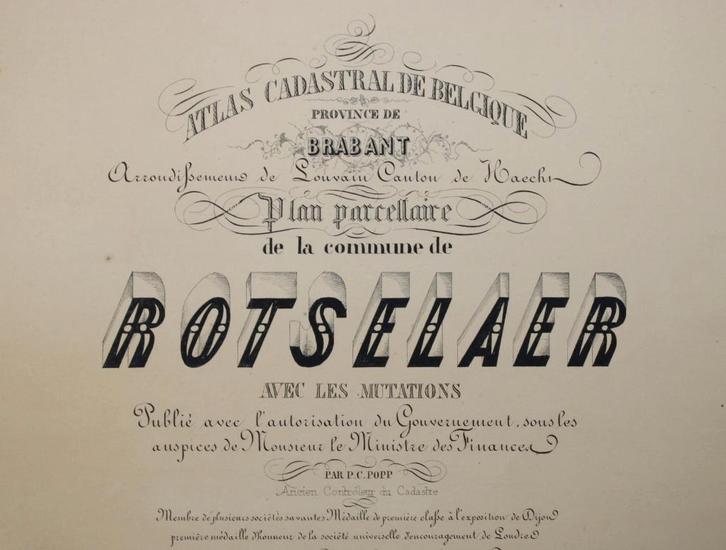 ATLAS CADASTRAL DE BELGIQUE
PROVINCE DE
BRABANT
Arrondissement de Louvain Canton de Haecht
Plan parcellaire
de la commune de
ROTSELAER
AVEC LES MUTATIONS
Publié avec l'autorisation du Gouvernement, sous les
auspices de Monsieur le Ministre des Finances
PAR P.C. POPP
Ancien Contrôleur du Cadastre
Membre de plusieurs sociétés savantes Médaille de première classe à l'exposition de Dijon
première médaille d'honneur de la société universelle d'encouragement de Londres